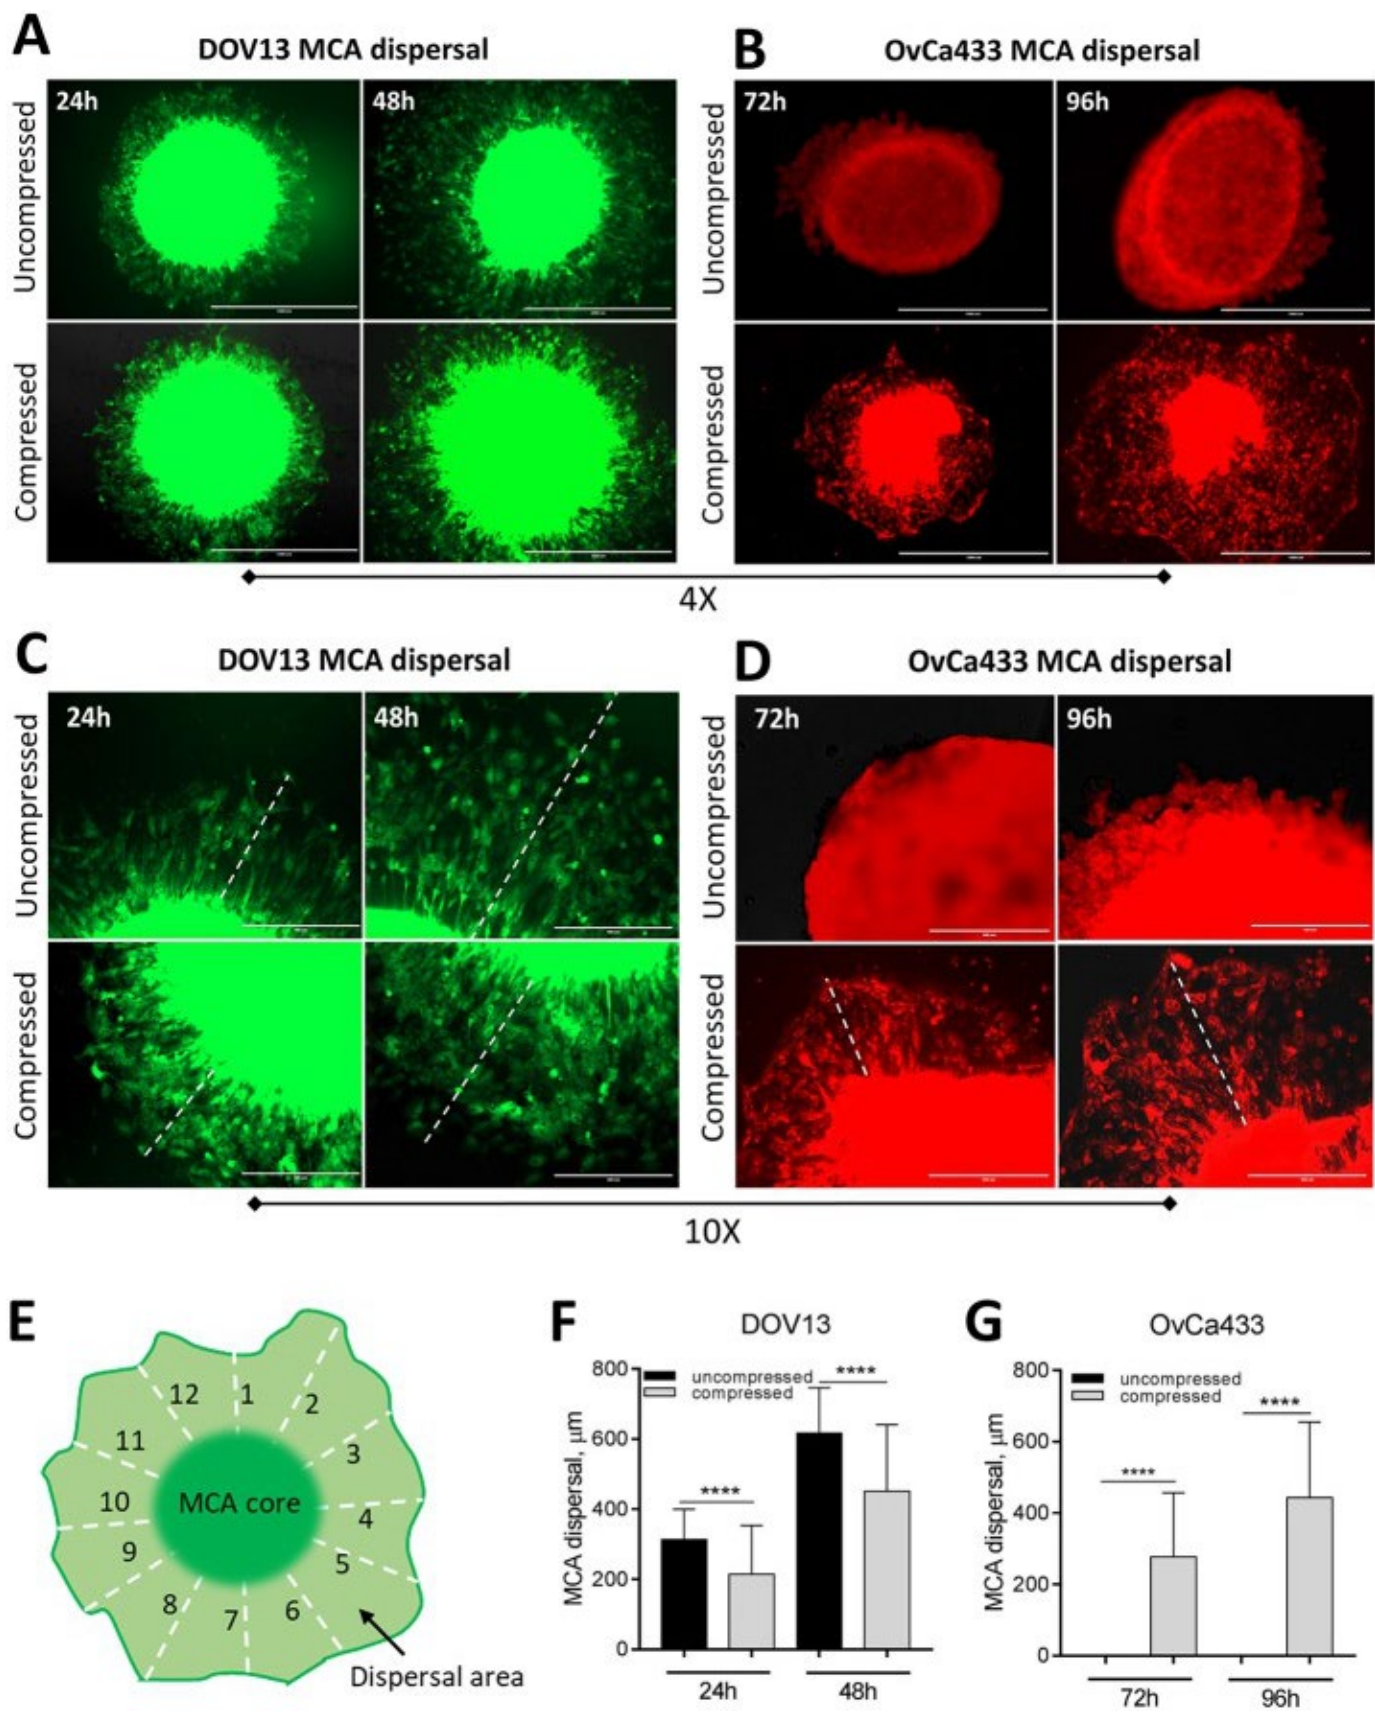 A
DOV13 MCA dispersal
B
OvCa433 MCA dispersal
Uncompressed
24h
48h
Uncompressed
72h
96h
Compressed
Compressed
4X
C
DOV13 MCA dispersal
D
OvCa433 MCA dispersal
Uncompressed
24h
48h
Uncompressed
72h
96h
Compressed
Compressed
10X
E
12
1
2
11
3
10
MCA core
4
9
5
8
7
6
Dispersal area
F
DOV13
MCA dispersal, µm
800
600
400
200
0
uncompressed
compressed
****
****
24h
48h
G
OvCa433
MCA dispersal, µm
800
600
400
200
0
uncompressed
compressed
****
****
72h
96h